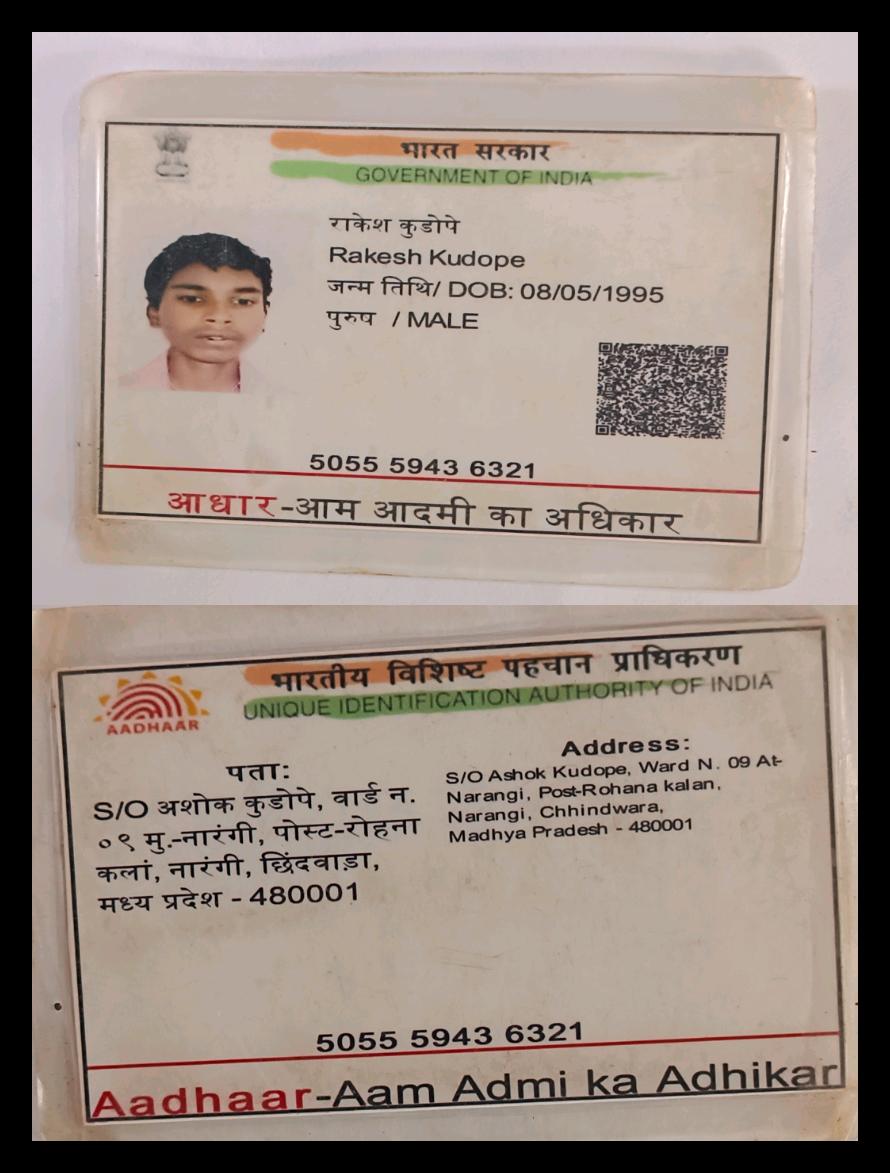 भारत सरकार
GOVERNMENT OF INDIA
राकेश कुडोपे
Rakesh Kudope
जन्म तिथि/ DOB: 08/05/1995
पुरुष / MALE
5055 5943 6321
आधार-आम आदमी का अधिकार
भारतीय विशिष्ट पहचान प्राधिकरण
UNIQUE IDENTIFICATION AUTHORITY OF INDIA
AADHAAR
पता:
S/O अशोक कुडोपे, वार्ड न.
०९ मु.-नारंगी, पोस्ट-रोहना
कलां, नारंगी, छिंदवाड़ा,
मध्य प्रदेश - 480001
Address:
S/O Ashok Kudope, Ward N. 09 At-
Narangi, Post-Rohana kalan,
Narangi, Chhindwara,
Madhya Pradesh - 480001
5055 5943 6321
Aadhaar-Aam Admi ka Adhikar